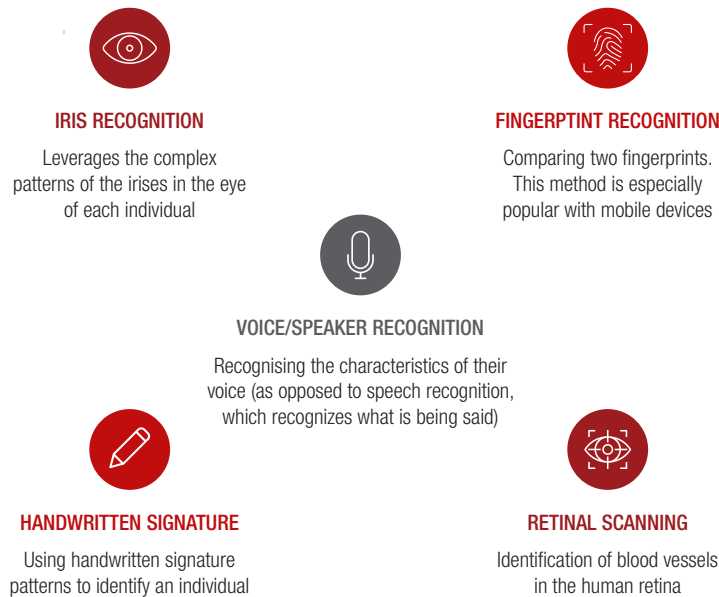 IRIS RECOGNITION
Leverages the complex
patterns of the irises in the eye
of each individual
FINGERPTINT RECOGNITION
Comparing two fingerprints.
This method is especially
popular with mobile devices
VOICE/SPEAKER RECOGNITION
Recognising the characteristics of their
voice (as opposed to speech recognition,
which recognizes what is being said)
HANDWRITTEN SIGNATURE
Using handwritten signature
patterns to identify an individual
RETINAL SCANNING
Identification of blood vessels
in the human retina